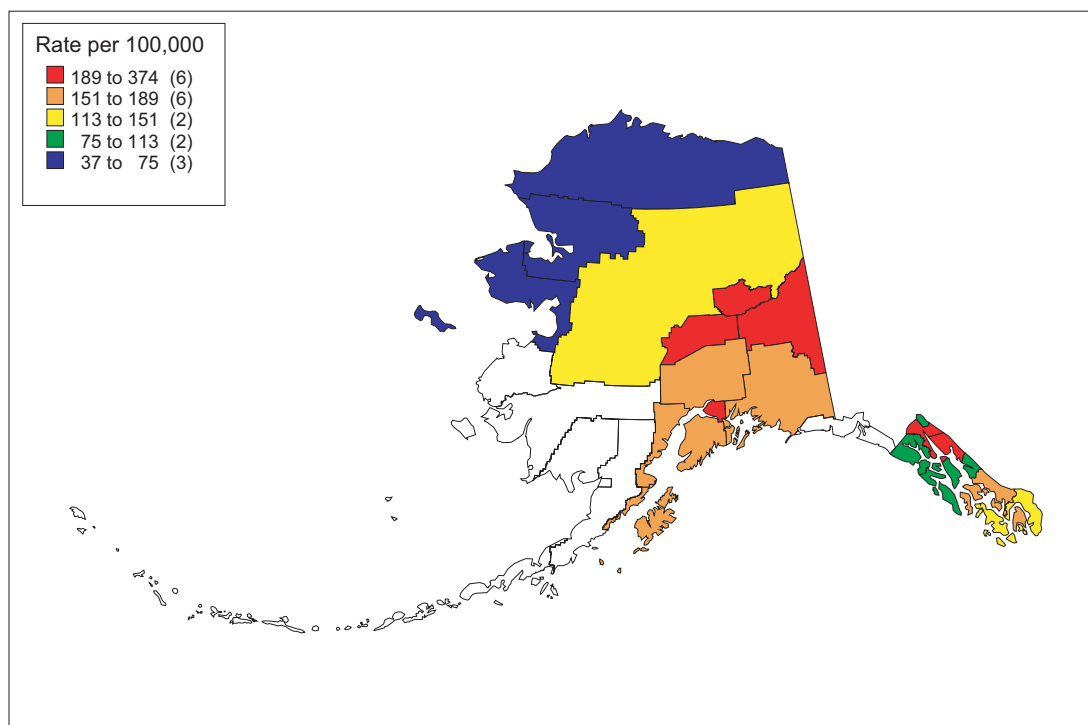 Rate per 100,000
189 to 374 (6)
151 to 189 (6)
113 to 151 (2)
75 to 113 (2)
37 to 75 (3)